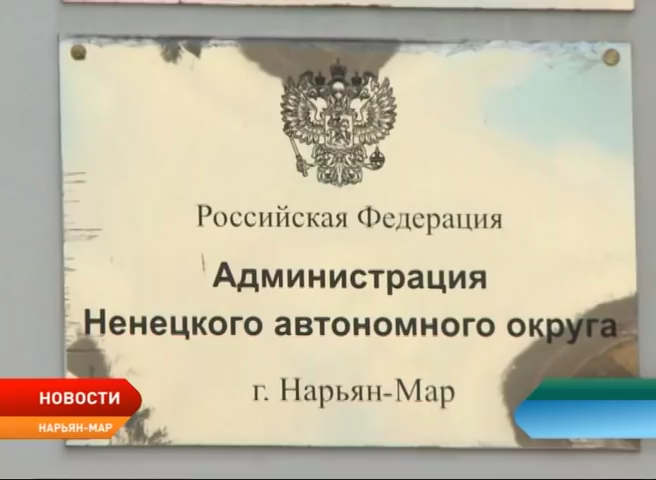 Российская Федерация
Администрация
Ненецкого автономного округа
г. Нарьян-Мар
НОВОСТИ
НАРЬЯН-МАР